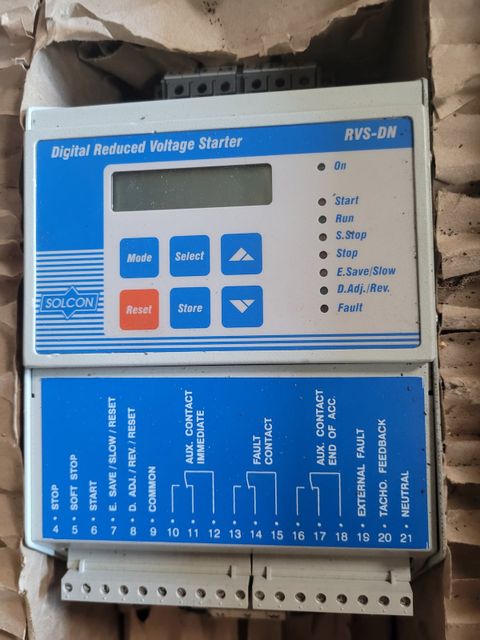 Digital Reduced Voltage Starter
RVS-DN
On
Start
Run
S.Stop
Stop
E.Save/Slow
D.Adj./Rev.
Fault
Mode
Select
Reset
Store
SOLCON
4 • STOP
5 • SOFT STOP
6 • START
7 • E. SAVE / SLOW / RESET
8 • D. ADJ / REV. / RESET
9 • COMMON
10 •
11 •
12 •
AUX. CONTACT
IMMEDIATE
13 •
14 •
15 •
FAULT
CONTACT
16 •
17 •
18 •
AUX. CONTACT
END OF ACC.
19 • EXTERNAL FAULT
20 • TACHO. FEEDBACK
21 • NEUTRAL